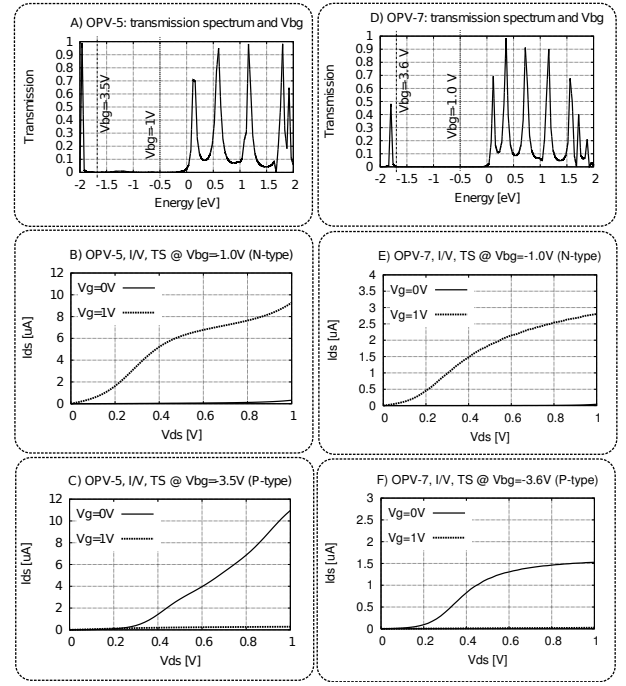 A) OPV-5: transmission spectrum and Vbg
Transmission
1
0.9
0.8
0.7
0.6
0.5
0.4
0.3
0.2
0.1
0
Vbg=-3.5V
Vbg=-1V
-2 -1.5 -1 -0.5 0 0.5 1 1.5 2
Energy [eV]
D) OPV-7: transmission spectrum and Vbg
Transmission
1
0.9
0.8
0.7
0.6
0.5
0.4
0.3
0.2
0.1
0
Vbg=-3.6 V
Vbg=-1.0 V
-2 -1.5 -1 -0.5 0 0.5 1 1.5 2
Energy [eV]
B) OPV-5, I/V, TS @ Vbg=-1.0V (N-type)
Ids [uA]
12
10
8
6
4
2
0
Vg=0V
Vg=1V
0 0.2 0.4 0.6 0.8 1
Vds [V]
E) OPV-7, I/V, TS @ Vbg=-1.0V (N-type)
Ids [uA]
4
3.5
3
2.5
2
1.5
1
0.5
0
Vg=0V
Vg=1V
0 0.2 0.4 0.6 0.8 1
Vds [V]
C) OPV-5, I/V, TS @ Vbg=-3.5V (P-type)
Ids [uA]
12
10
8
6
4
2
0
Vg=0V
Vg=1V
0 0.2 0.4 0.6 0.8 1
Vds [V]
F) OPV-7, I/V, TS @ Vbg=-3.6V (P-type)
Ids [uA]
3
2.5
2
1.5
1
0.5
0
Vg=0V
Vg=1V
0 0.2 0.4 0.6 0.8 1
Vds [V]